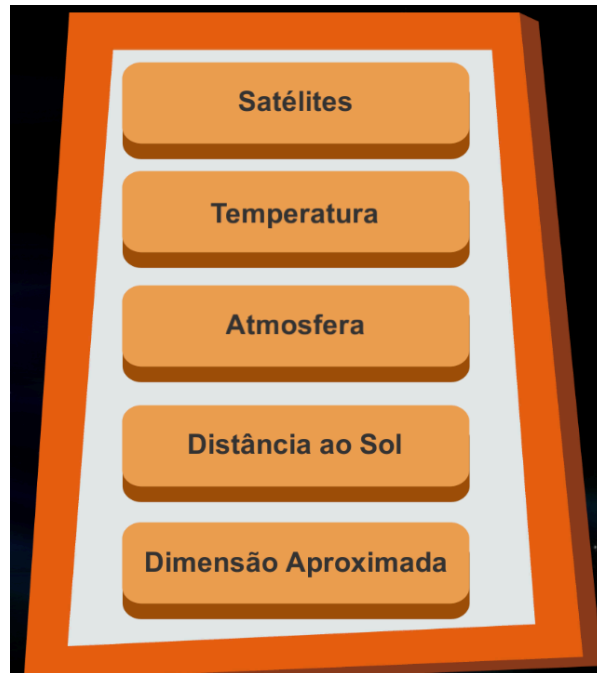 Satélites
Temperatura
Atmosfera
Distância ao Sol
Dimensão Aproximada